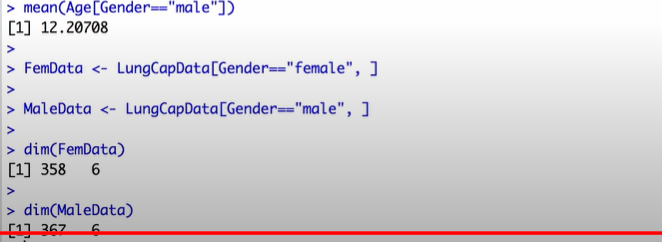 > mean(Age[Gender=="male"])
[1] 12.20708
>
> FemData <- LungCapData[Gender=="female", ]
>
> MaleData <- LungCapData[Gender=="male", ]
>
> dim(FemData)
[1] 358   6
>
> dim(MaleData)
[1] 367   6